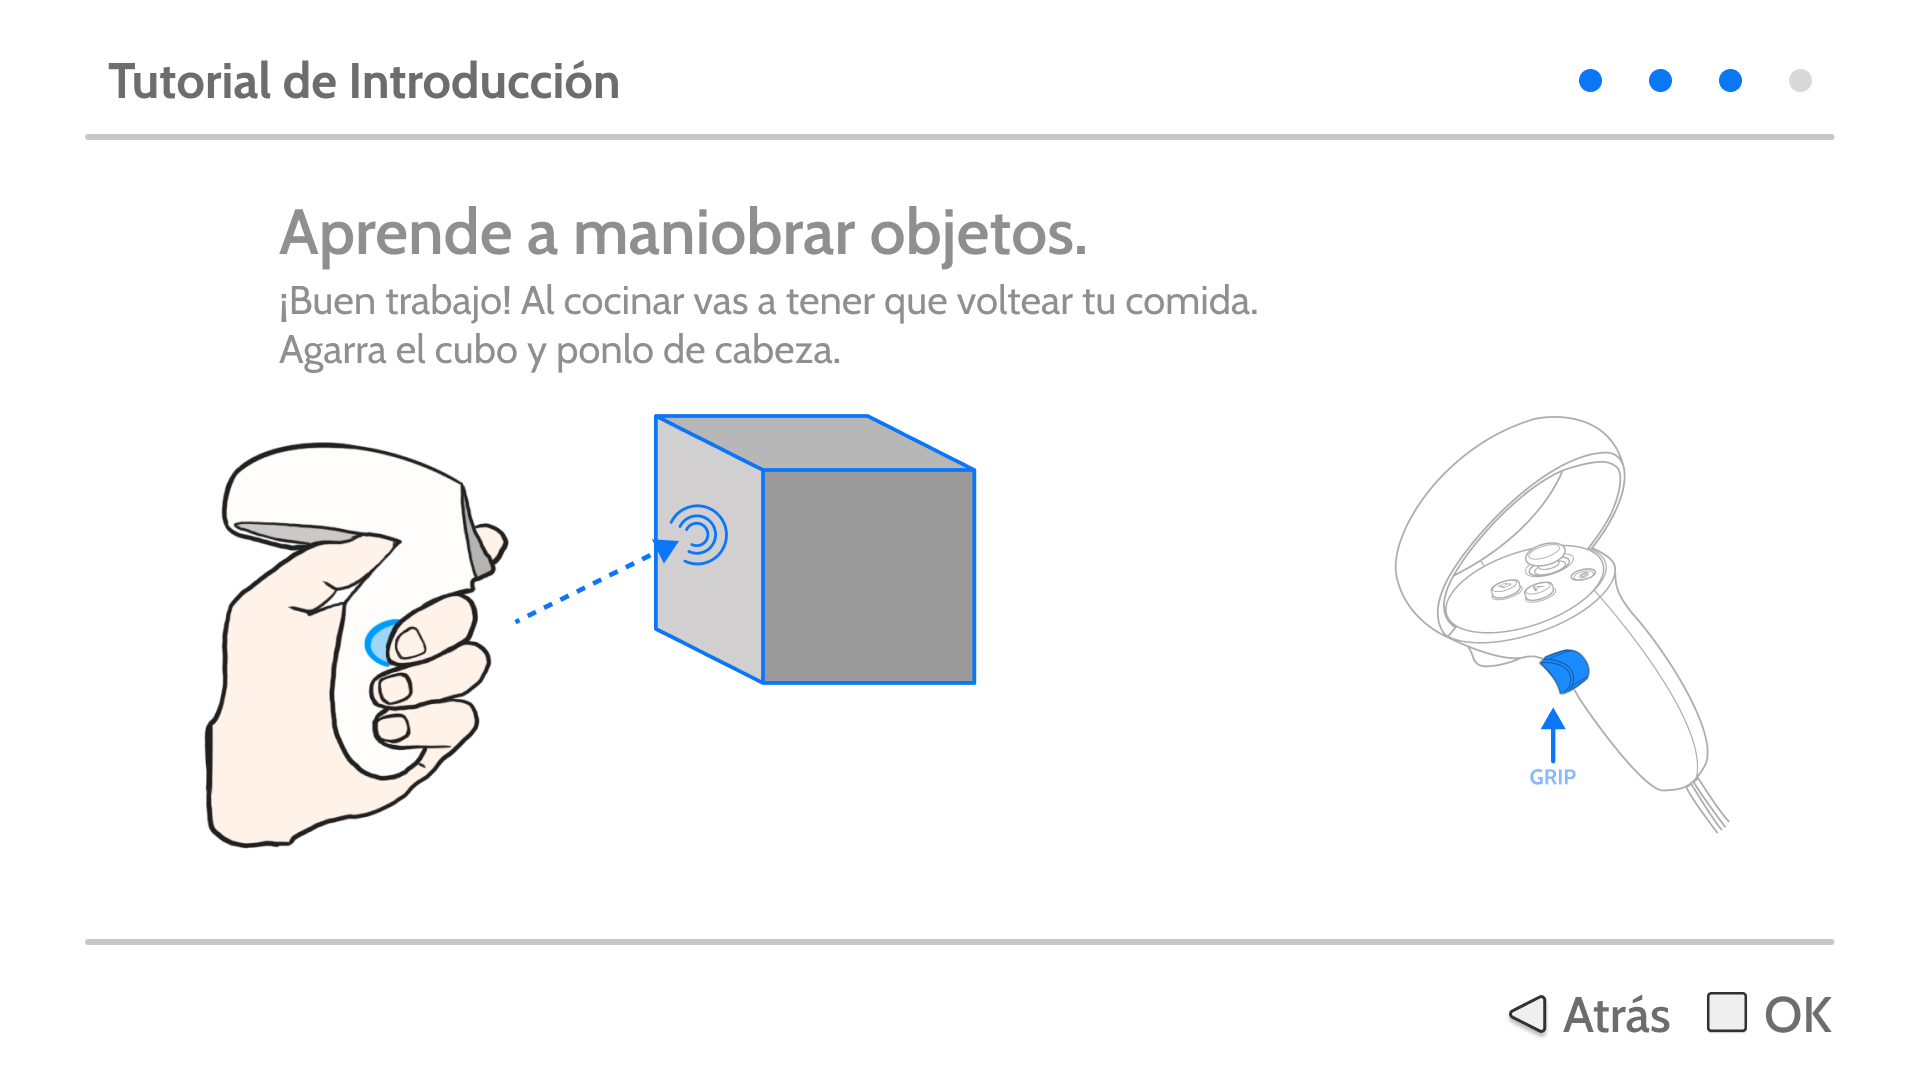 Tutorial de Introducción
Aprende a maniobrar objetos.
¡Buen trabajo! Al cocinar vas a tener que voltear tu comida.
Agarra el cubo y ponlo de cabeza.
GRIP
Atrás OK